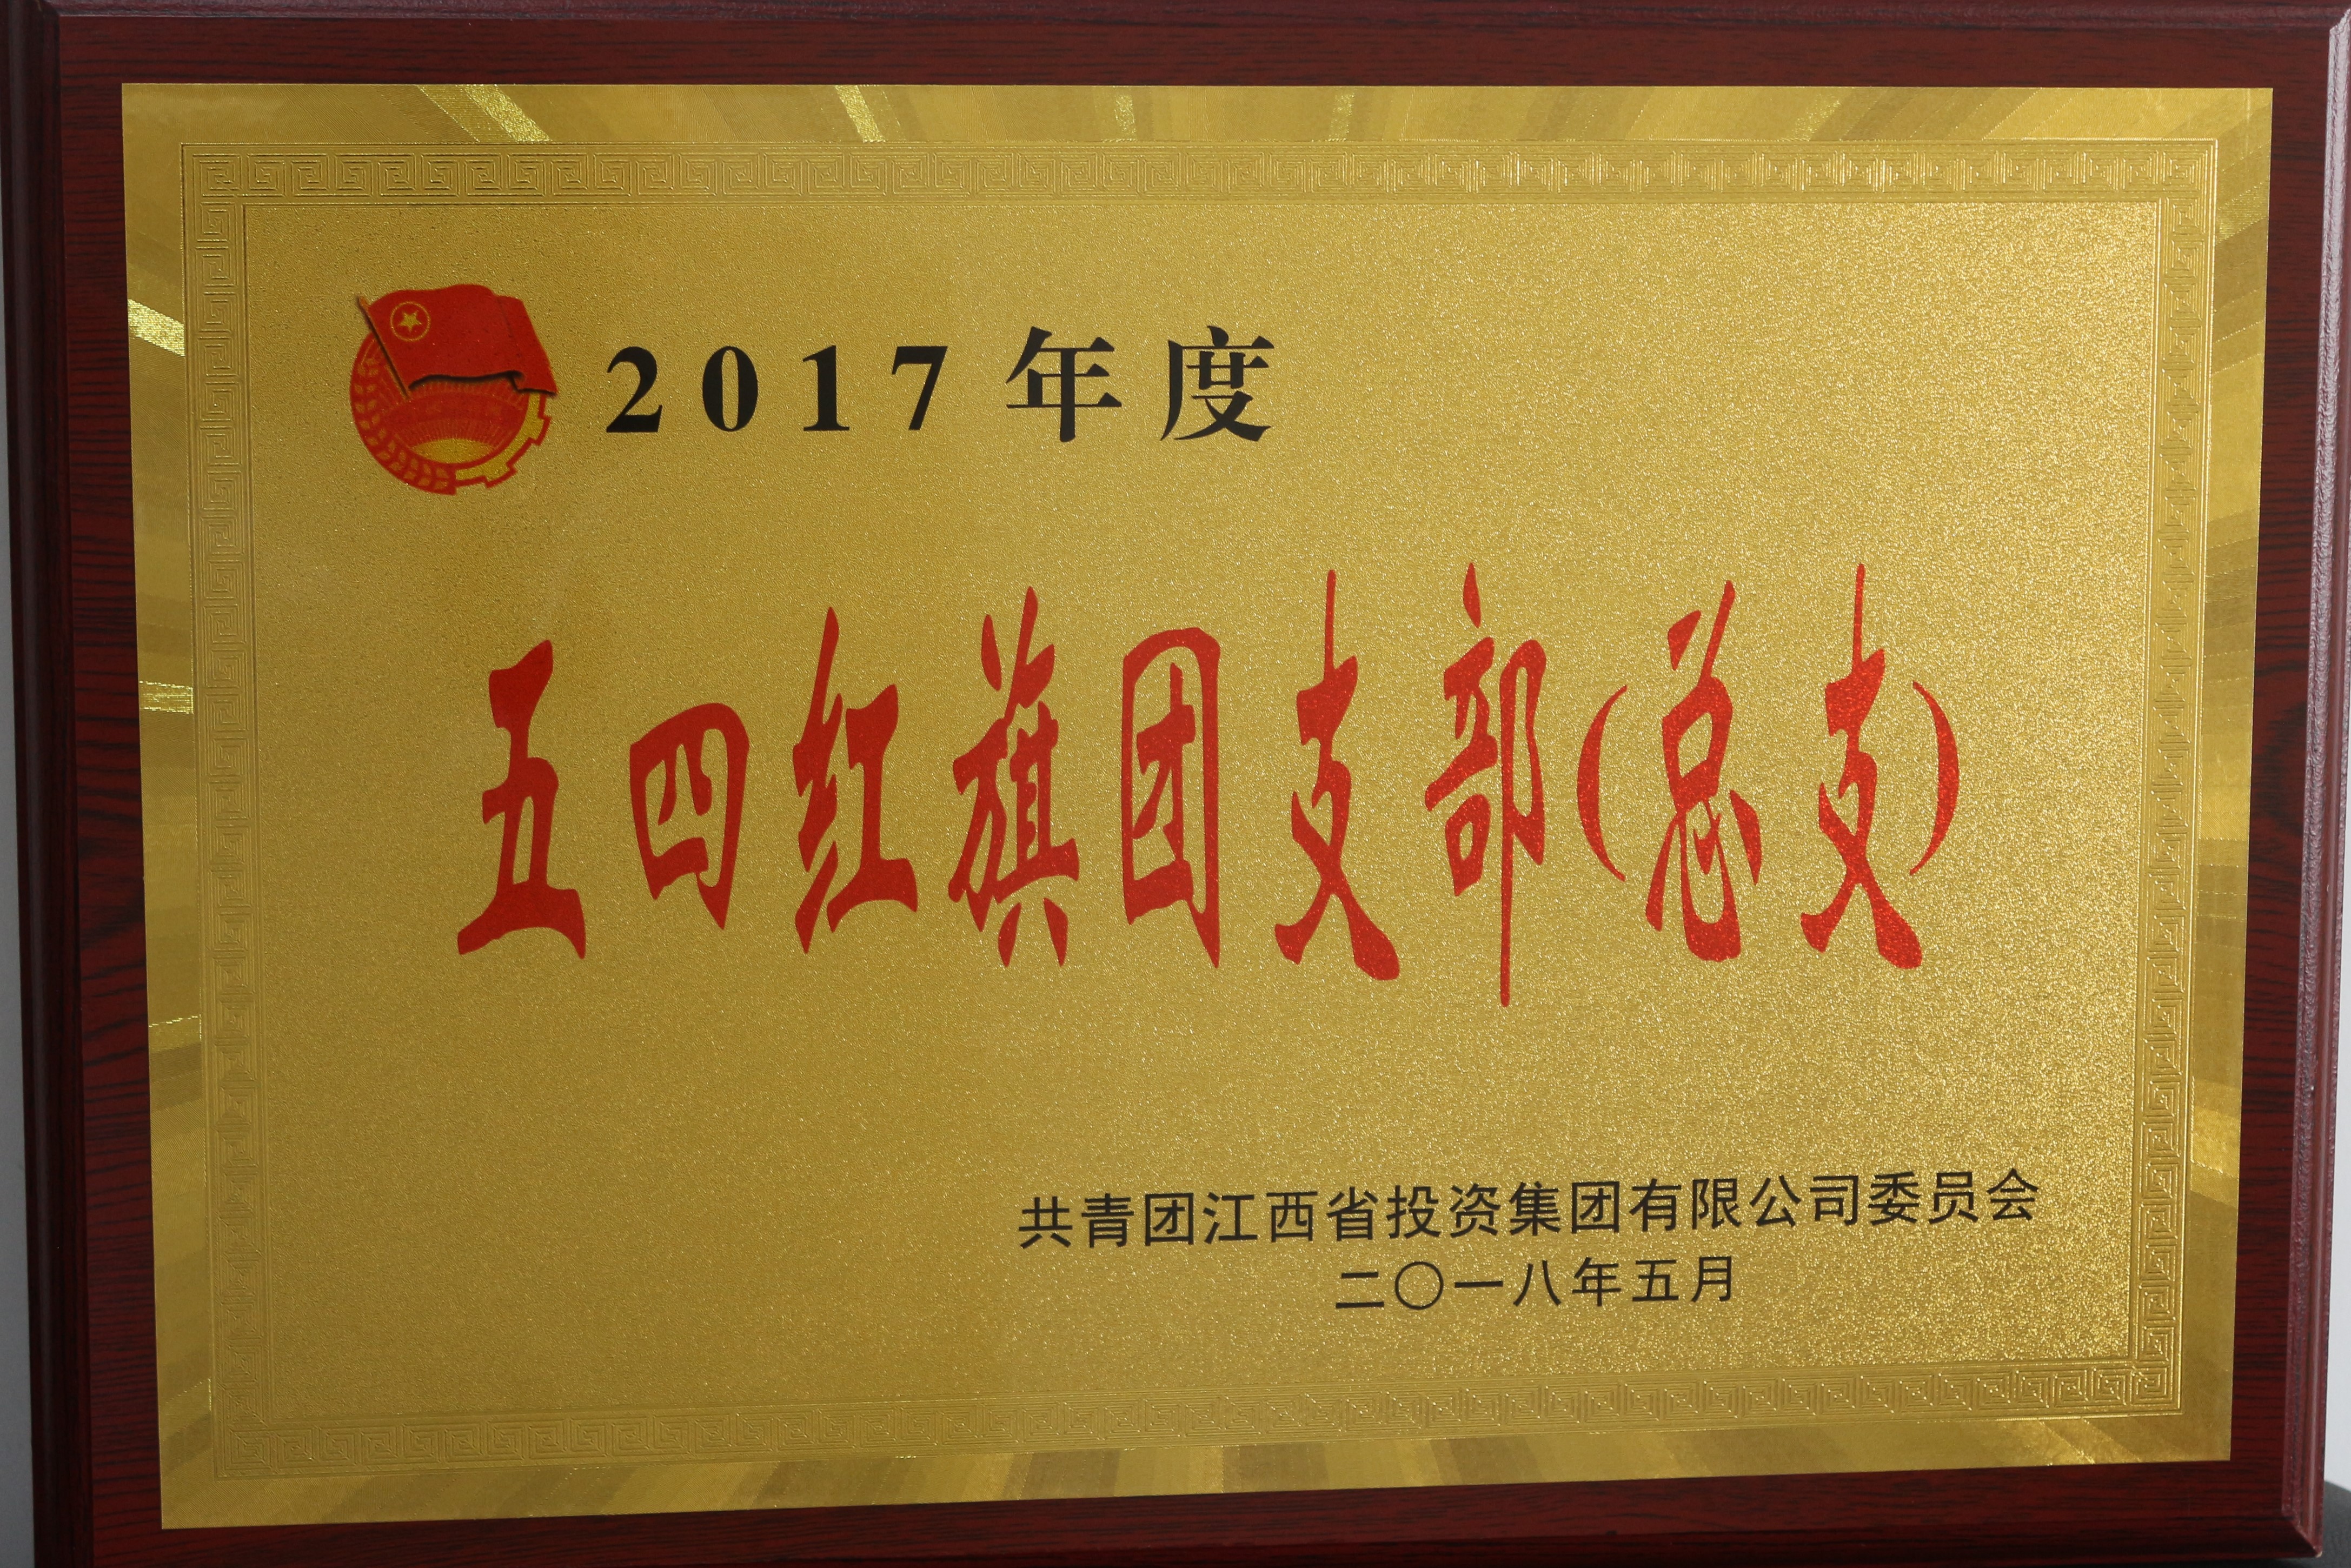 2017年度
五四红旗团支部(总支)
共青团江西省投资集团有限公司委员会
二〇一八年五月